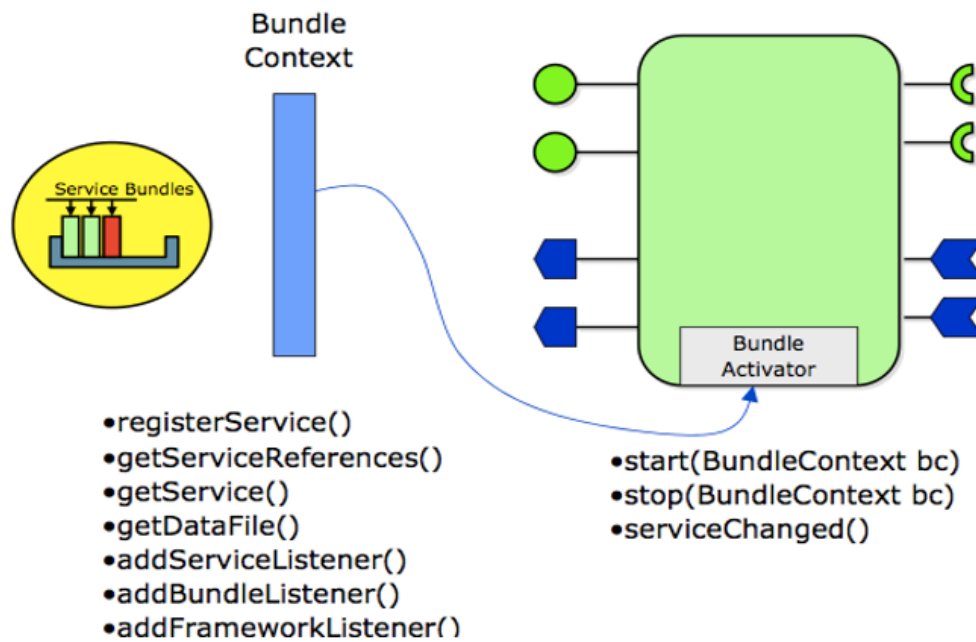 Bundle
Context
Service Bundles
Bundle
Activator
•registerService()
•getServiceReferences()
•getService()
•getDataFile()
•addServiceListener()
•addBundleListener()
•addFrameworkListener()
•start(BundleContext bc)
•stop(BundleContext bc)
•serviceChanged()